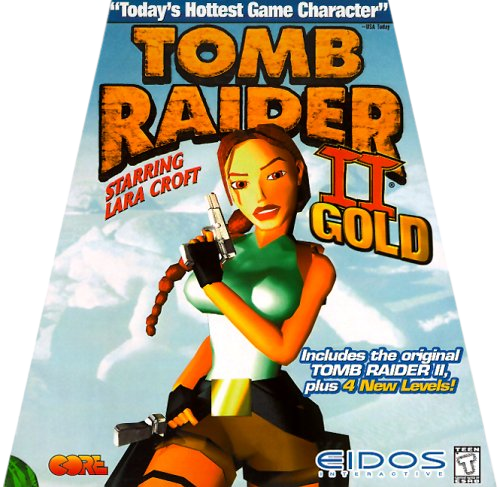 "Today's Hottest Game Character"
—USA Today
TOMB
RAIDER
II®
STARRING
LARA CROFT
GOLD
Includes the original
TOMB RAIDER II,
plus 4 New Levels!
CORE
EIDOS
INTERACTIVE
TEEN
T
ESRB